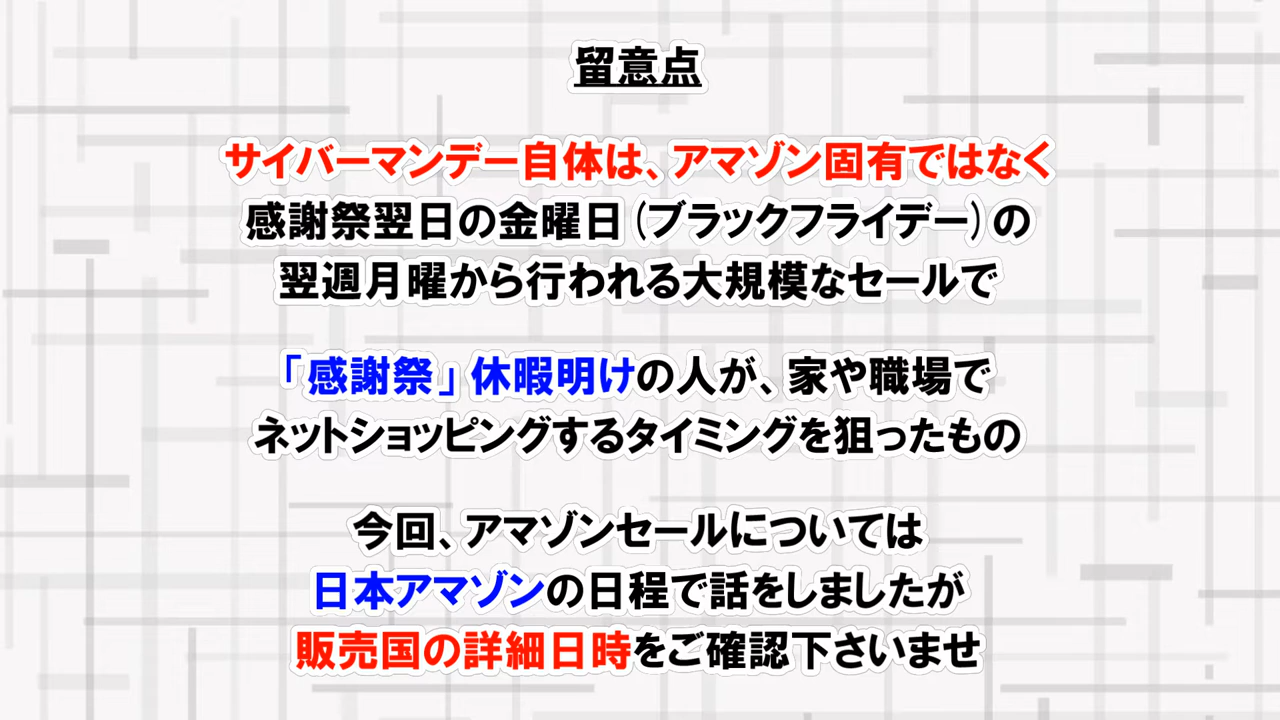 留意点
サイバーマンデー自体は、アマゾン固有ではなく
感謝祭翌日の金曜日(ブラックフライデー)の
翌週月曜から行われる大規模なセールで
「感謝祭」休暇明けの人が、家や職場で
ネットショッピングするタイミングを狙ったもの
今回、アマゾンセールについては
日本アマゾンの日程で話をしましたが
販売国の詳細日時をご確認下さいませ